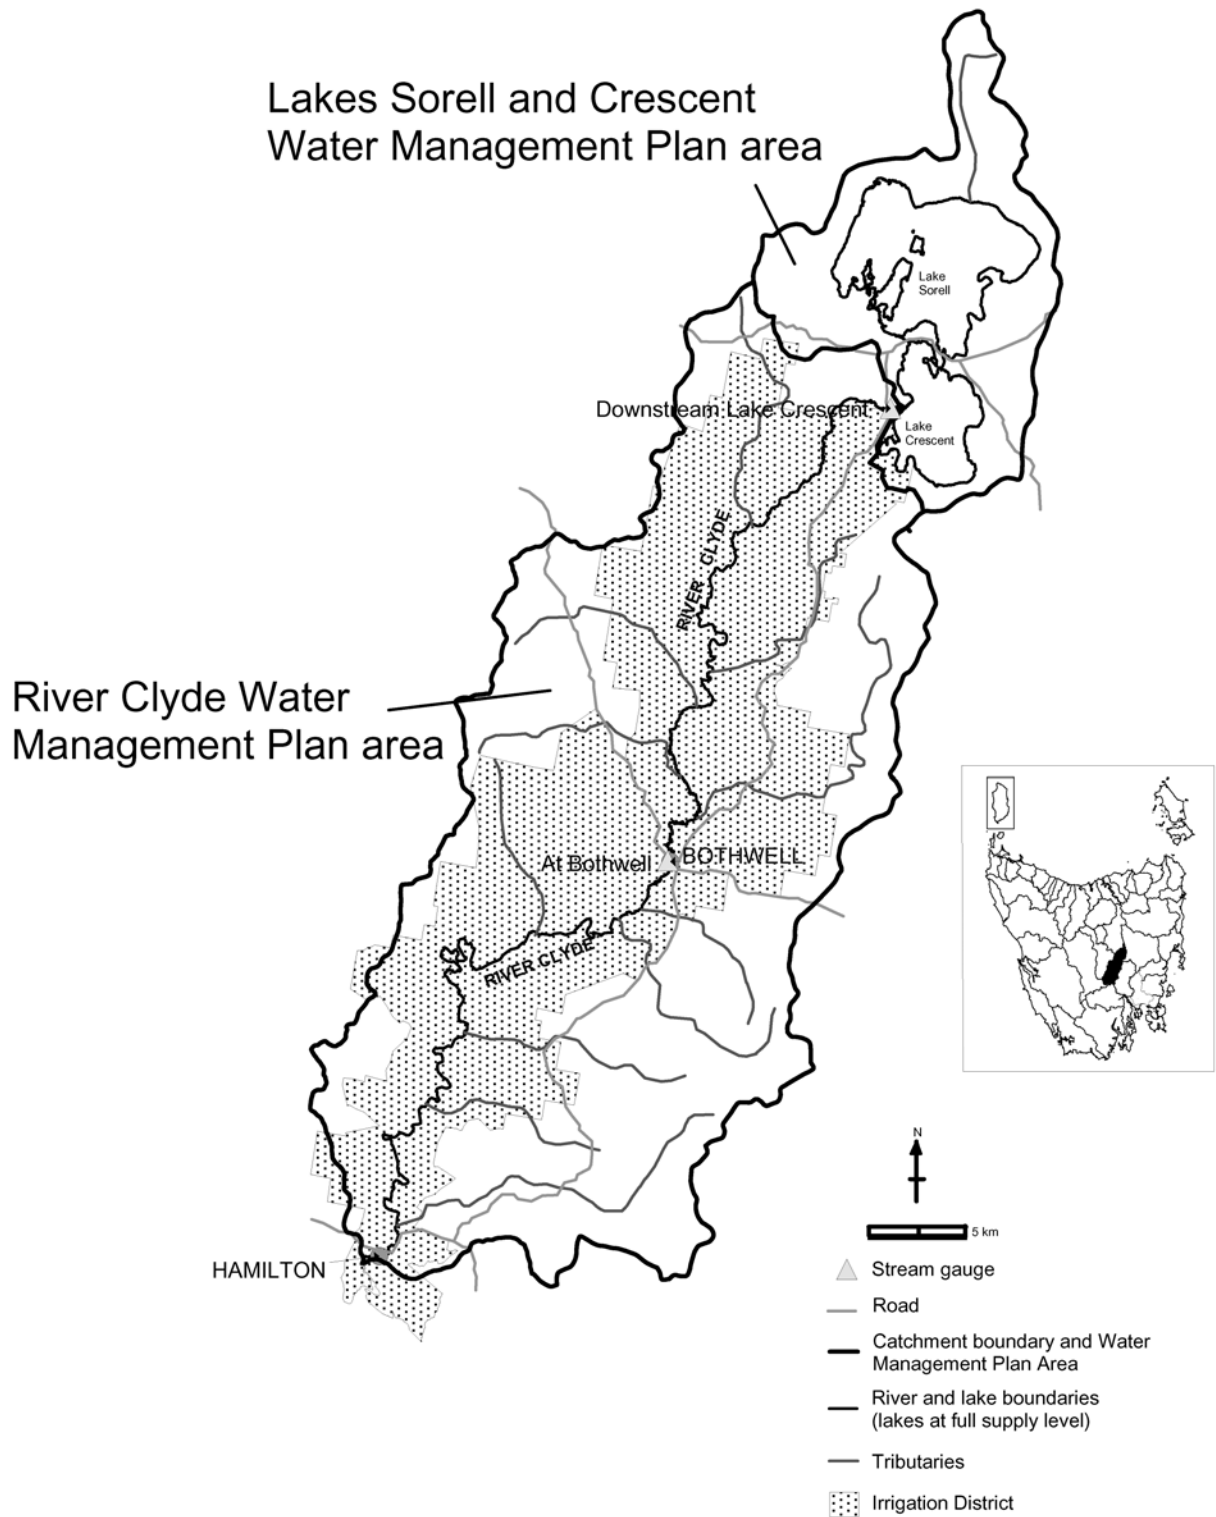 Lakes Sorell and Crescent
Water Management Plan area
Lake
Sorell
Downstream Lake Crescent
Lake
Crescent
RIVER CLYDE
River Clyde Water
Management Plan area
At Bothwell
BOTHWELL
RIVER CLYDE
HAMILTON
N
5 km
Stream gauge
Road
Catchment boundary and Water
Management Plan Area
River and lake boundaries
(lakes at full supply level)
Tributaries
Irrigation District